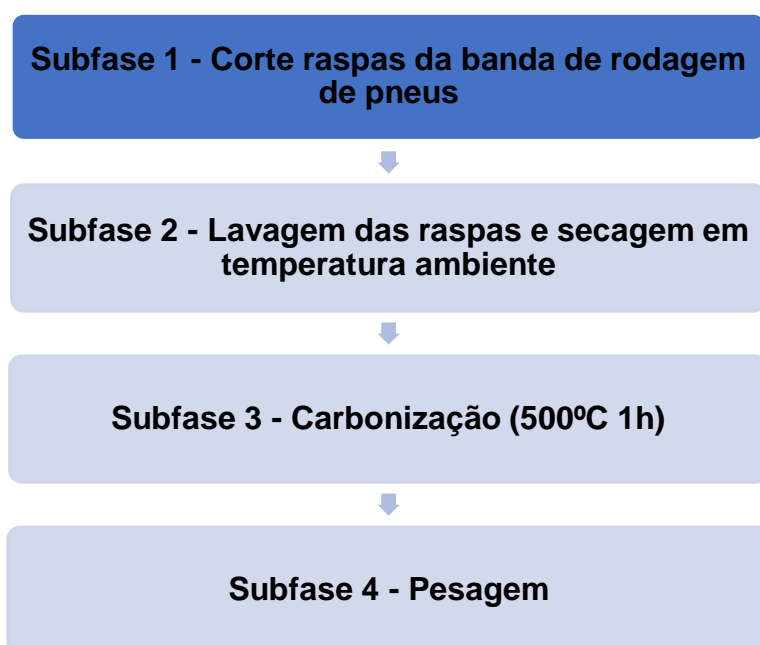 Subfase 1 - Corte raspas da banda de rodagem
de pneus
Subfase 2 - Lavagem das raspas e secagem em
temperatura ambiente
Subfase 3 - Carbonização (500ºC 1h)
Subfase 4 - Pesagem